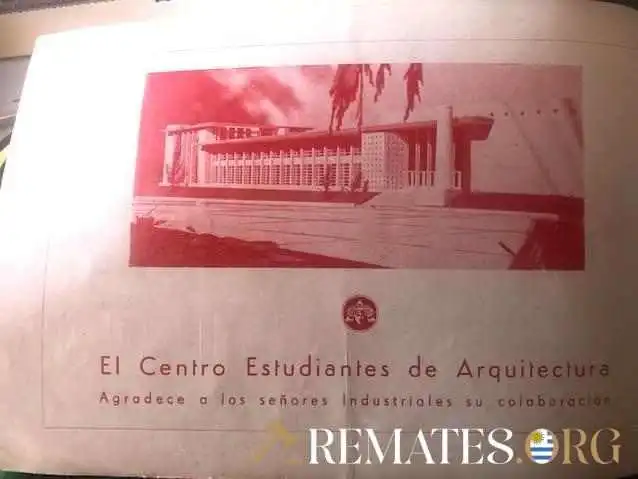 El Centro Estudiantes de Arquitectura
Agradece a los señores Industriales su colaboración
REMATES.ORG